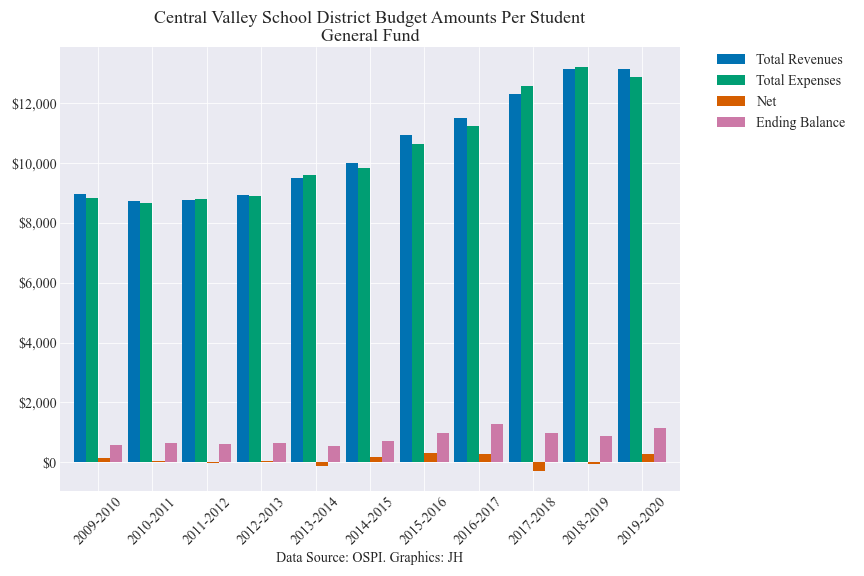 Central Valley School District Budget Amounts Per Student
General Fund
Total Revenues
Total Expenses
Net
Ending Balance
$12,000
$10,000
$8,000
$6,000
$4,000
$2,000
$0
2009-2010
2010-2011
2011-2012
2012-2013
2013-2014
2014-2015
2015-2016
2016-2017
2017-2018
2018-2019
2019-2020
Data Source: OSPI. Graphics: JH